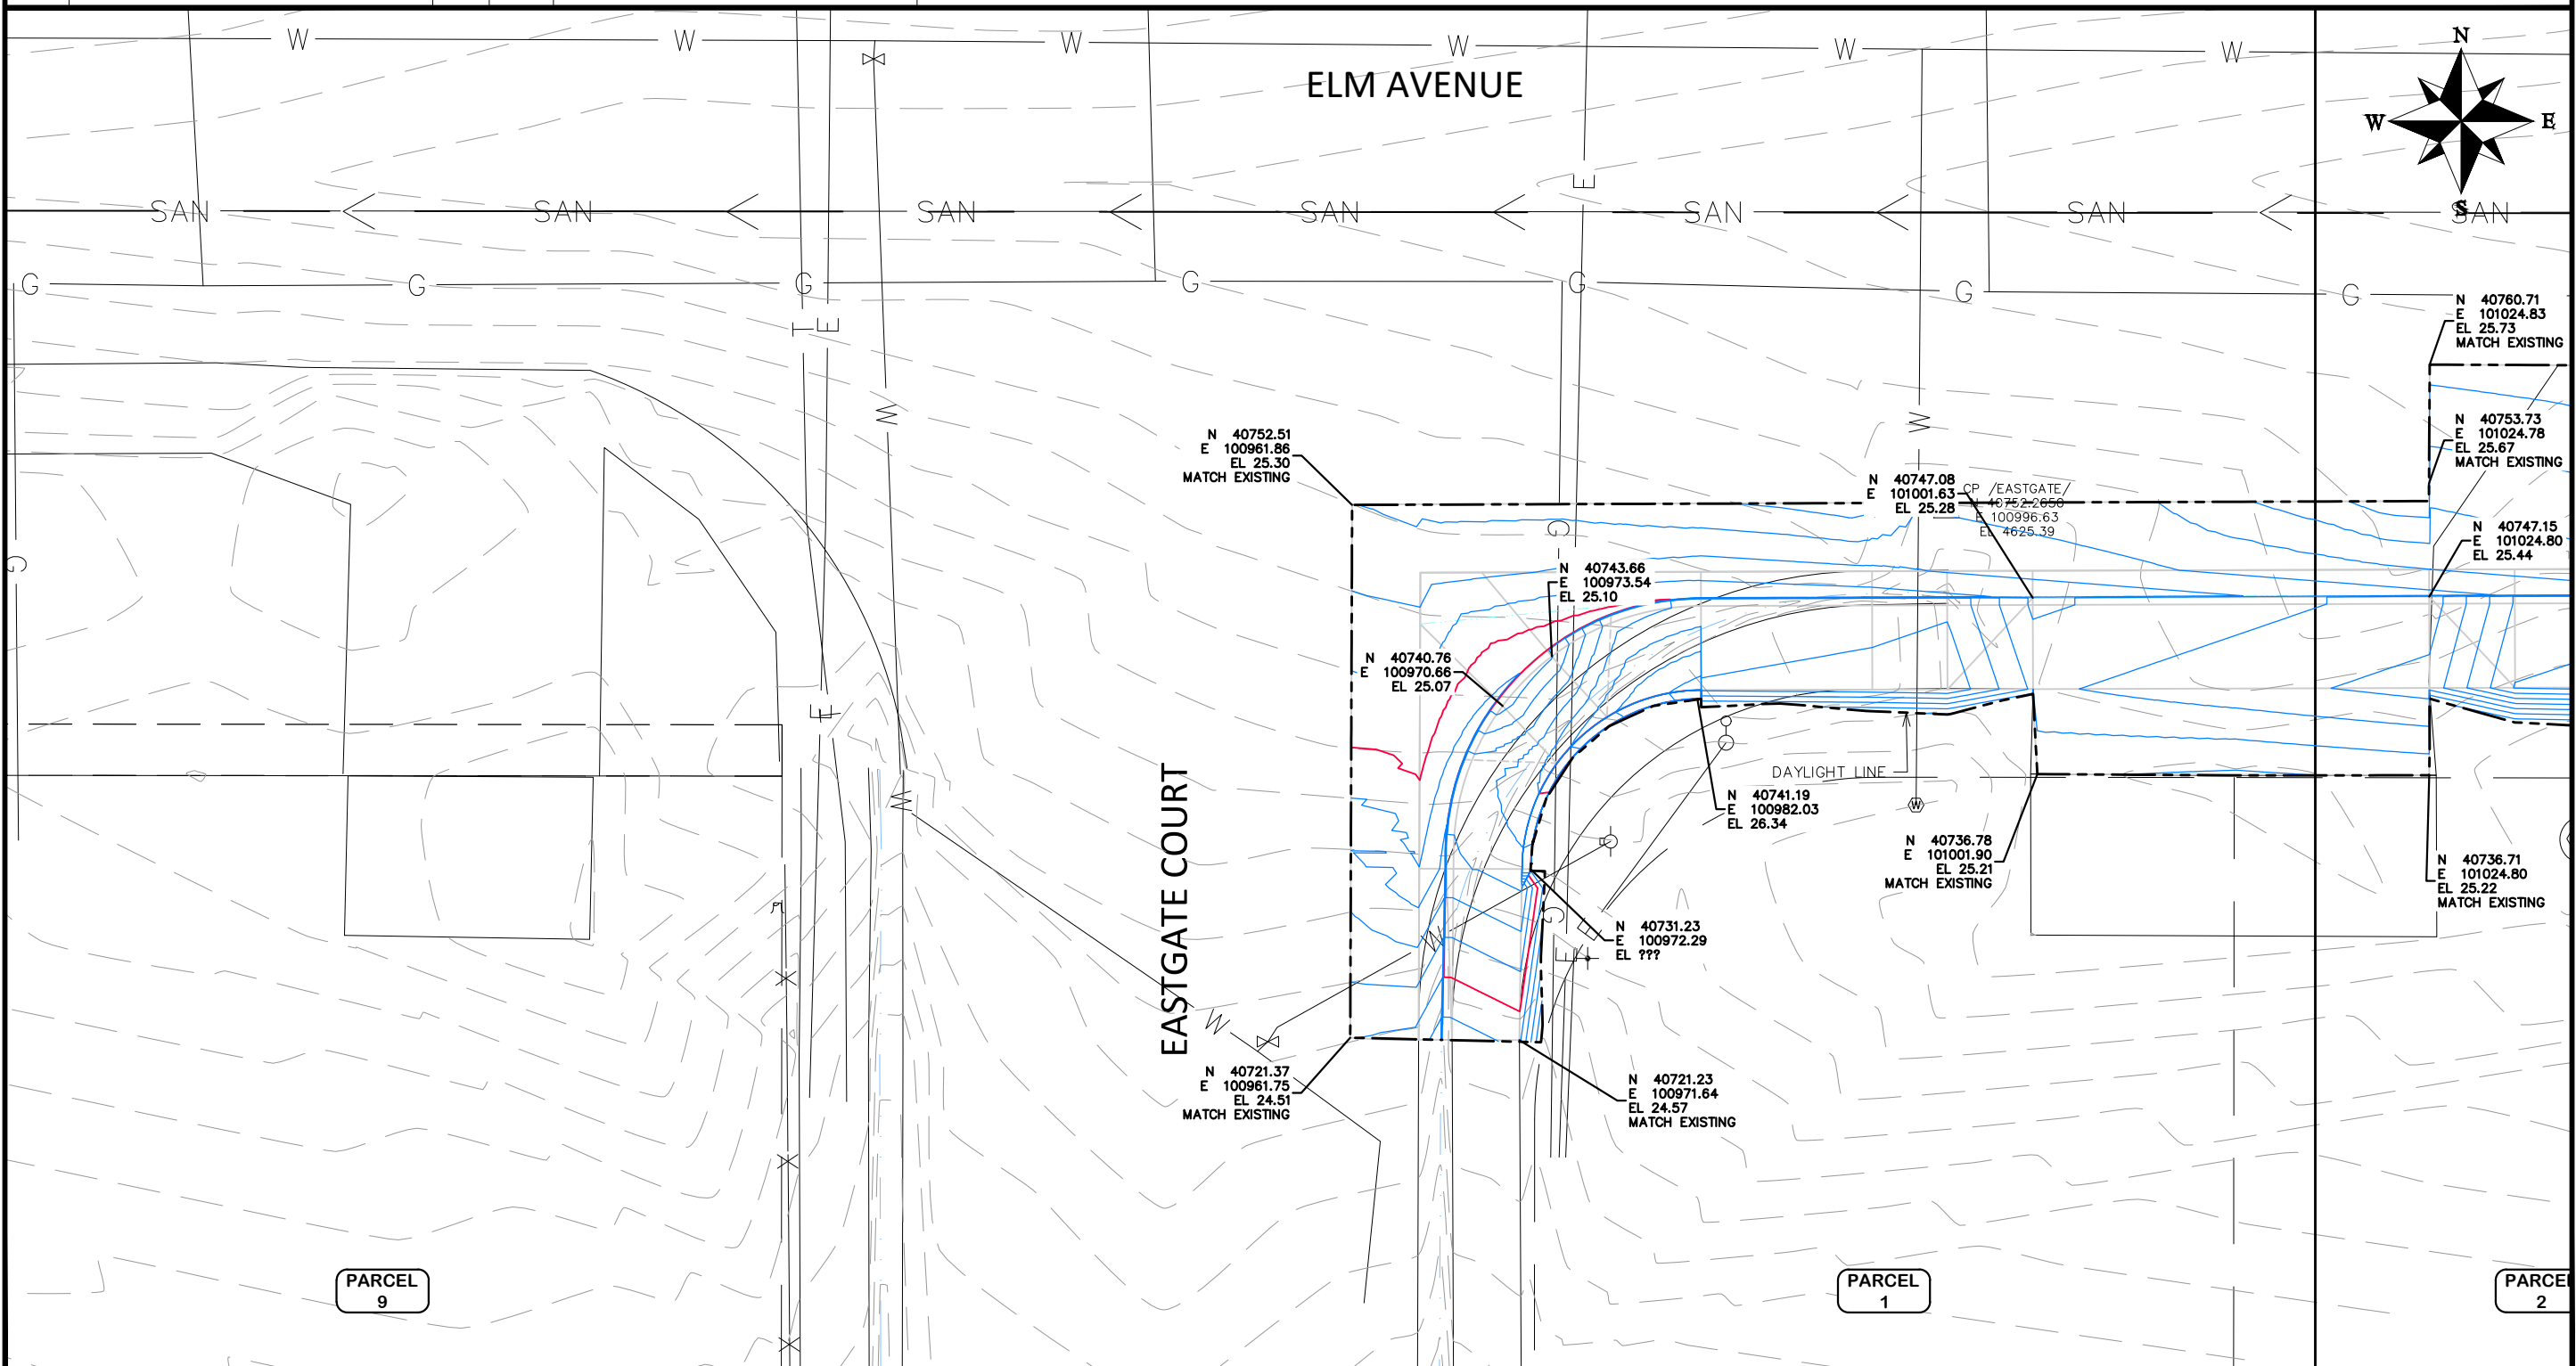 W W W W W W
ELM AVENUE
N
W E
S
E
SAN SAN SAN SAN SAN SAN SAN
G G G G G G G
T E
W
W
G
N 40760.71
E 101024.83
EL 25.73
MATCH EXISTING
N 40753.73
E 101024.78
EL 25.67
MATCH EXISTING
N 40752.51
E 100961.86
EL 25.30
MATCH EXISTING
N 40747.08
E 101001.63
EL 25.28
CP /EASTGATE/
N 40752.2650
E 100996.63
EL 4625.39
G
N 40747.15
E 101024.80
EL 25.44
N 40743.66
E 100973.54
EL 25.10
N 40740.76
E 100970.66
EL 25.07
E
W
DAYLIGHT LINE
N 40741.19
E 100982.03
EL 26.34
W
N 40736.78
E 101001.90
EL 25.21
MATCH EXISTING
N 40736.71
E 101024.80
EL 25.22
MATCH EXISTING
EASTGATE COURT
W
G
E
N 40731.23
E 100972.29
EL ???
W
N 40721.37
E 100961.75
EL 24.51
MATCH EXISTING
N 40721.23
E 100971.64
EL 24.57
MATCH EXISTING
PARCEL
9
PARCEL
1
PARCEL
2